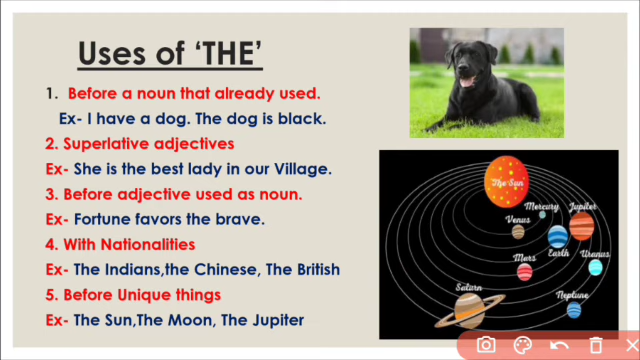 Uses of ‘THE’
1. Before a noun that already used.
Ex- I have a dog. The dog is black.
2. Superlative adjectives
Ex- She is the best lady in our Village.
3. Before adjective used as noun.
Ex- Fortune favors the brave.
4. With Nationalities
Ex- The Indians,the Chinese, The British
5. Before Unique things
Ex- The Sun,The Moon, The Jupiter
The Sun
Mercury
Jupiter
Venus
Earth
Uranus
Mars
Saturn
Neptune